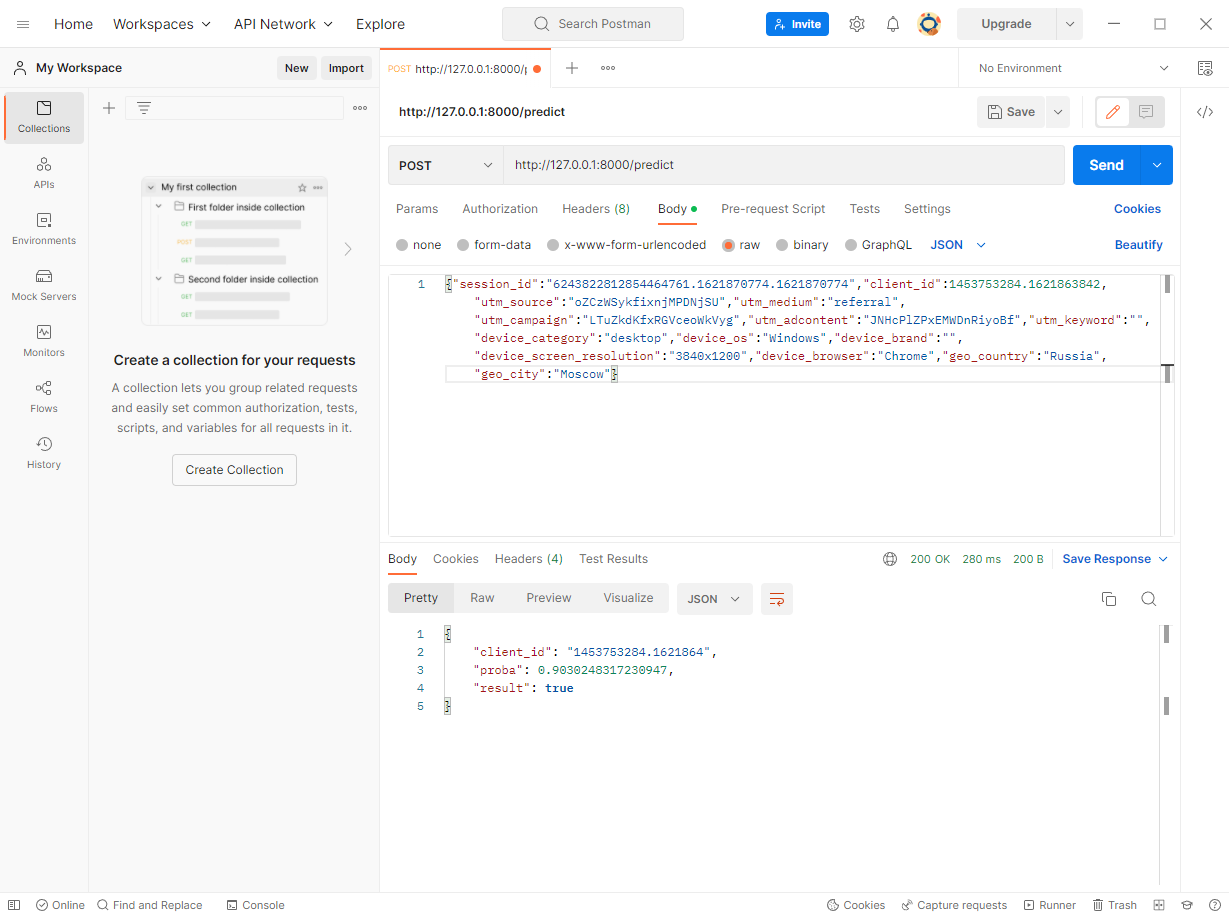 Home Workspaces API Network Explore Search Postman Invite Upgrade
My Workspace New Import POST http://127.0.0.1:8000/ No Environment
Collections
APIs
Environments
Mock Servers
Monitors
Flows
History
My first collection
First folder inside collection
GET
POST
GET
Second folder inside collection
GET
GET
Create a collection for your requests
A collection lets you group related requests
and easily set common authorization, tests,
scripts, and variables for all requests in it.
Create Collection
http://127.0.0.1:8000/predict Save
POST http://127.0.0.1:8000/predict Send
Params Authorization Headers (8) Body Pre-request Script Tests Settings Cookies
none form-data x-www-form-urlencoded raw binary GraphQL JSON Beautify
1 {"session_id":"6243822812854464761.1621870774.1621870774","client_id":1453753284.1621863842,
"utm_source":"oZCzWSykfixnjMPDNjSU","utm_medium":"referral",
"utm_campaign":"LTuZkdKfxRGVceoWkVyg","utm_adcontent":"JNHcPlZPxEMWDnRiyoBf","utm_keyword":"",
"device_category":"desktop","device_os":"Windows","device_brand":"",
"device_screen_resolution":"3840x1200","device_browser":"Chrome","geo_country":"Russia",
"geo_city":"Moscow"}
Body Cookies Headers (4) Test Results 200 OK 280 ms 200 B Save Response
Pretty Raw Preview Visualize JSON
1 {
2 "client_id": "1453753284.1621864",
3 "proba": 0.9030248317230947,
4 "result": true
5 }
Online Find and Replace Console Cookies Capture requests Runner Trash